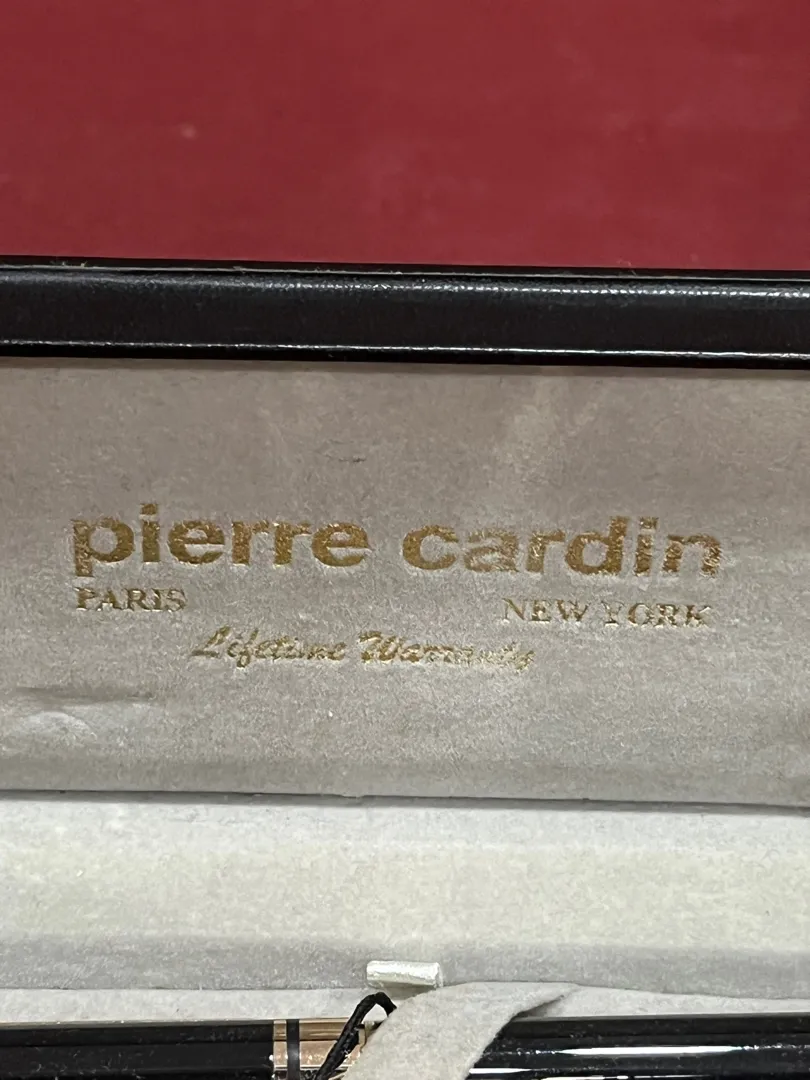 pierre cardin
PARIS NEW YORK
Lifetime Warranty